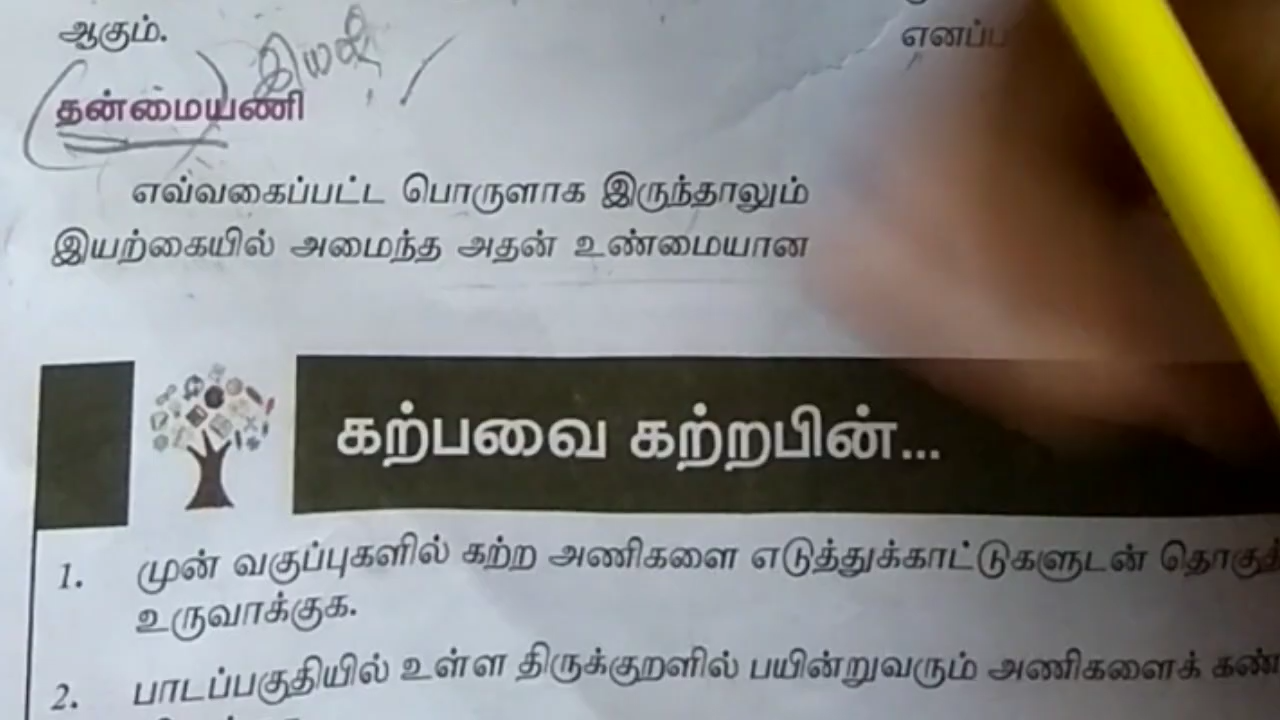 ஆகும்.
தன்மையணி
எவ்வகைப்பட்ட பொருளாக இருந்தாலும்
இயற்கையில் அமைந்த அதன் உண்மையான
கற்பவை கற்றபின்...
1. முன் வகுப்புகளில் கற்ற அணிகளை எடுத்துக்காட்டுகளுடன்
உருவாக்குக.
2. பாடப்பகுதியில் உள்ள திருக்குறளில் பயின்றுவரும் அணிகளைக்